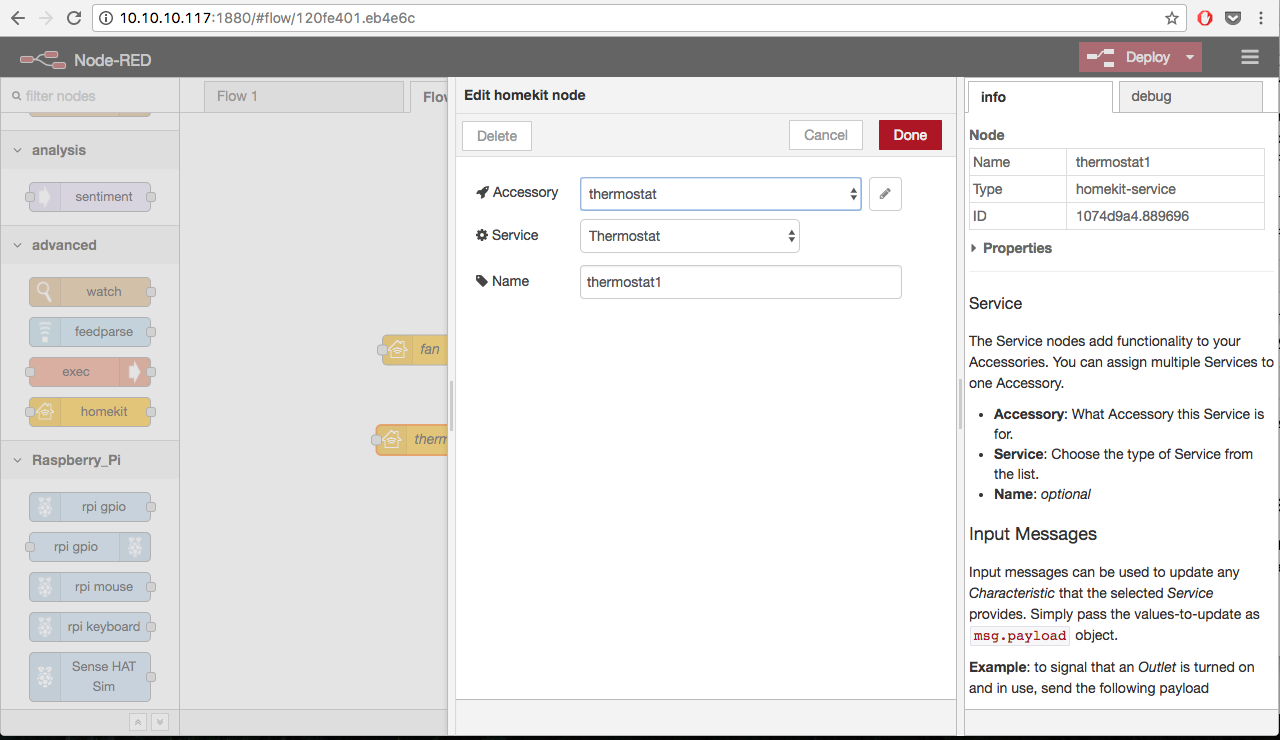 10.10.10.117:1880/#flow/120fe401.eb4e6c
Node-RED
Deploy
filter nodes
analysis
sentiment
advanced
watch
feedparse
exec
homekit
Raspberry_Pi
rpi gpio
rpi gpio
rpi mouse
rpi keyboard
Sense HAT
Sim
Flow 1
Flow
fan
therm
Edit homekit node
Delete
Cancel
Done
Accessory
thermostat
Service
Thermostat
Name
thermostat1
info
debug
Node
Name thermostat1
Type homekit-service
ID 1074d9a4.889696
Properties
Service
The Service nodes add functionality to your
Accessories. You can assign multiple Services to
one Accessory.
• Accessory: What Accessory this Service is
for.
• Service: Choose the type of Service from
the list.
• Name: optional
Input Messages
Input messages can be used to update any
Characteristic that the selected Service
provides. Simply pass the values-to-update as
msg.payload object.
Example: to signal that an Outlet is turned on
and in use, send the following payload